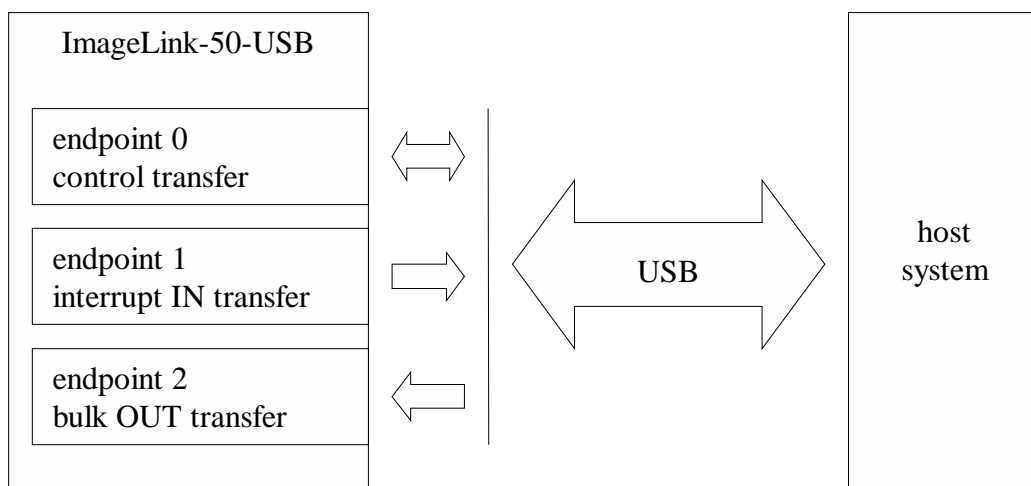 ImageLink-50-USB
endpoint 0
control transfer
endpoint 1
interrupt IN transfer
endpoint 2
bulk OUT transfer
USB
host
system